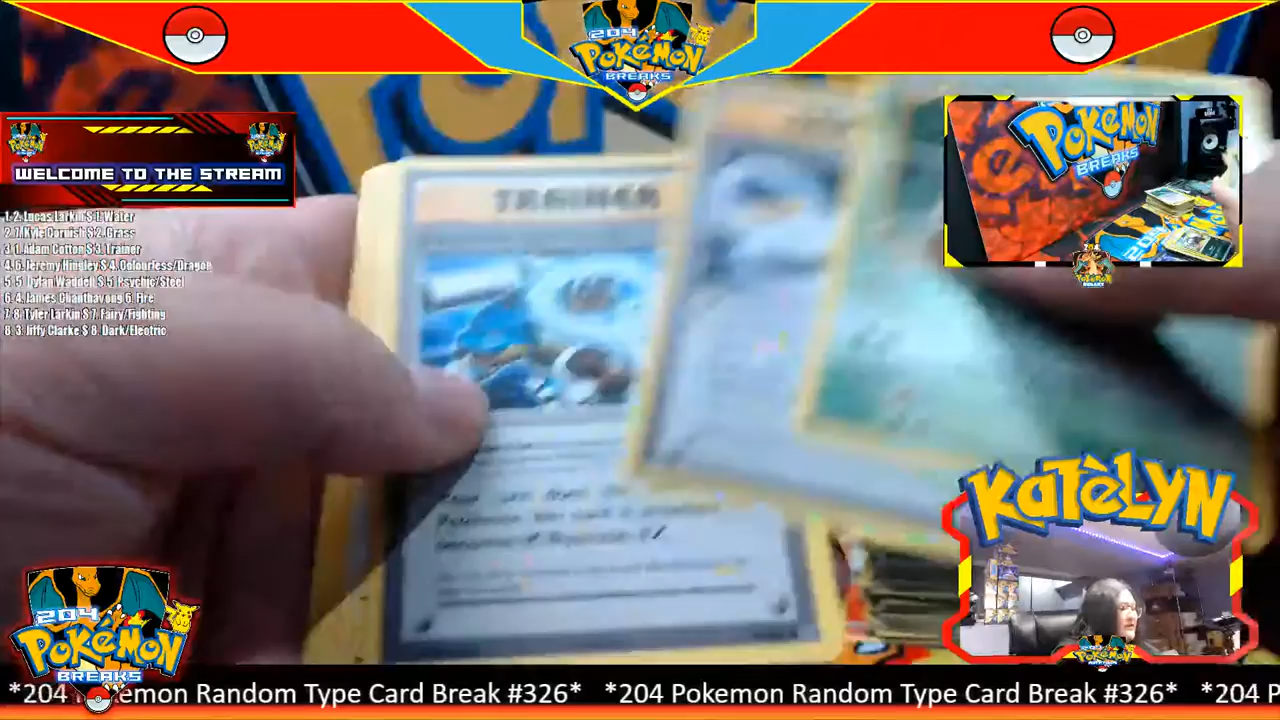 204
POKéMON
BREAKS
POKéMON
BREAKS
WELCOME TO THE STREAM
1. 2. Lucas Larkin $ 1. Water
2 7. Kyle Cornish $ 2. Grass
3 1. Adam Cotton $ 3. Trainer
4. 6. Jeremy Hingley $ 4. Colourless/Dragon
5. 5 Dylan Waddell $ 5 Psychic/Steel
6. 4. James Chanthavong 6. Fire
7. 8. Tyler Larkin $ 7. Fairy/Fighting
8. 3. Jiffy Clarke $ 8. Dark/Electric
TRAINER
KATèLYN
204
POKéMON
BREAKS
*204 Pokemon Random Type Card Break #326* *204 Pokemon Random Type Card Break #326* *204 P